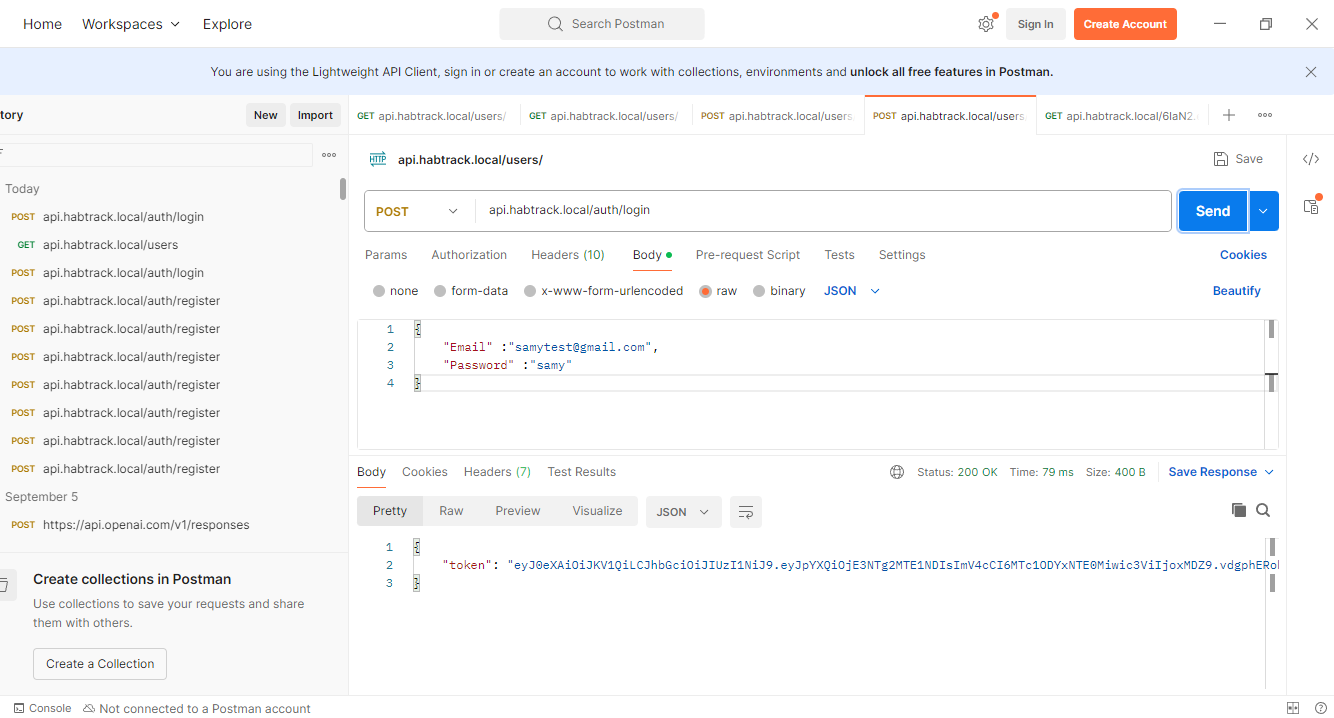 Home Workspaces Explore Search Postman Sign In Create Account
You are using the Lightweight API Client, sign in or create an account to work with collections, environments and unlock all free features in Postman.
tory New Import
GET api.habtrack.local/users/ GET api.habtrack.local/users/ POST api.habtrack.local/users POST api.habtrack.local/users GET api.habtrack.local/6IaN2.
HTTP api.habtrack.local/users/ Save
Today
POST api.habtrack.local/auth/login
GET api.habtrack.local/users
POST api.habtrack.local/auth/login
POST api.habtrack.local/auth/register
POST api.habtrack.local/auth/register
POST api.habtrack.local/auth/register
POST api.habtrack.local/auth/register
POST api.habtrack.local/auth/register
POST api.habtrack.local/auth/register
POST api.habtrack.local/auth/register
September 5
POST https://api.openai.com/v1/responses
Create collections in Postman
Use collections to save your requests and share
them with others.
Create a Collection
POST api.habtrack.local/auth/login Send
Params Authorization Headers (10) Body Pre-request Script Tests Settings Cookies
none form-data x-www-form-urlencoded raw binary JSON Beautify
1 {
2 "Email" :"samytest@gmail.com",
3 "Password" :"samy"
4 }
Body Cookies Headers (7) Test Results Status: 200 OK Time: 79 ms Size: 400 B Save Response
Pretty Raw Preview Visualize JSON
1 {
2 "token": "eyJ0eXAiOiJKV1QiLCJhbGciOiJIUzI1NiJ9.eyJpYXQiOjE3NTg2MTE1NDIsImV4cCI6MTc1ODYxNTE0Miwic3ViIjoxMDZ9.vdgphERo
3 }
Console Not connected to a Postman account